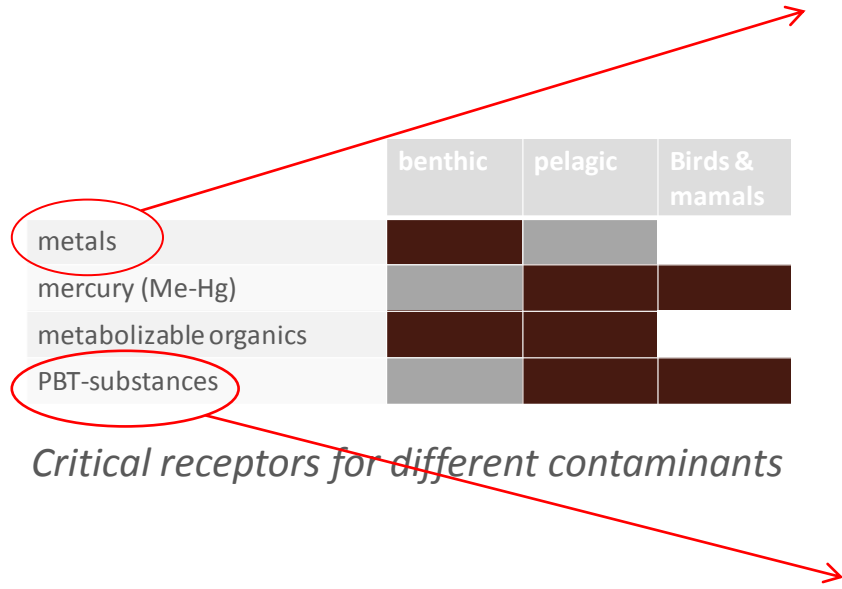 benthic pelagic Birds &
mamals
metals
mercury (Me-Hg)
metabolizable organics
PBT-substances
Critical receptors for different contaminants